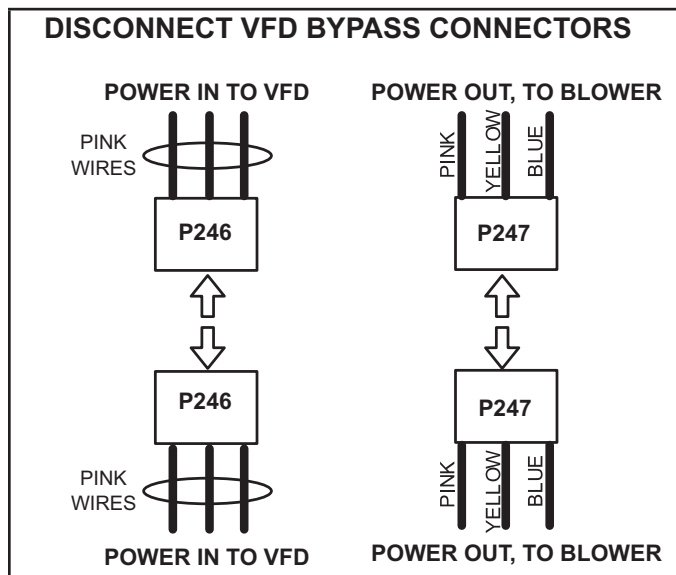 DISCONNECT VFD BYPASS CONNECTORS
POWER IN TO VFD
PINK
WIRES
P246
P246
PINK
WIRES
POWER IN TO VFD
POWER OUT, TO BLOWER
PINK
YELLOW
BLUE
P247
P247
PINK
YELLOW
BLUE
POWER OUT, TO BLOWER